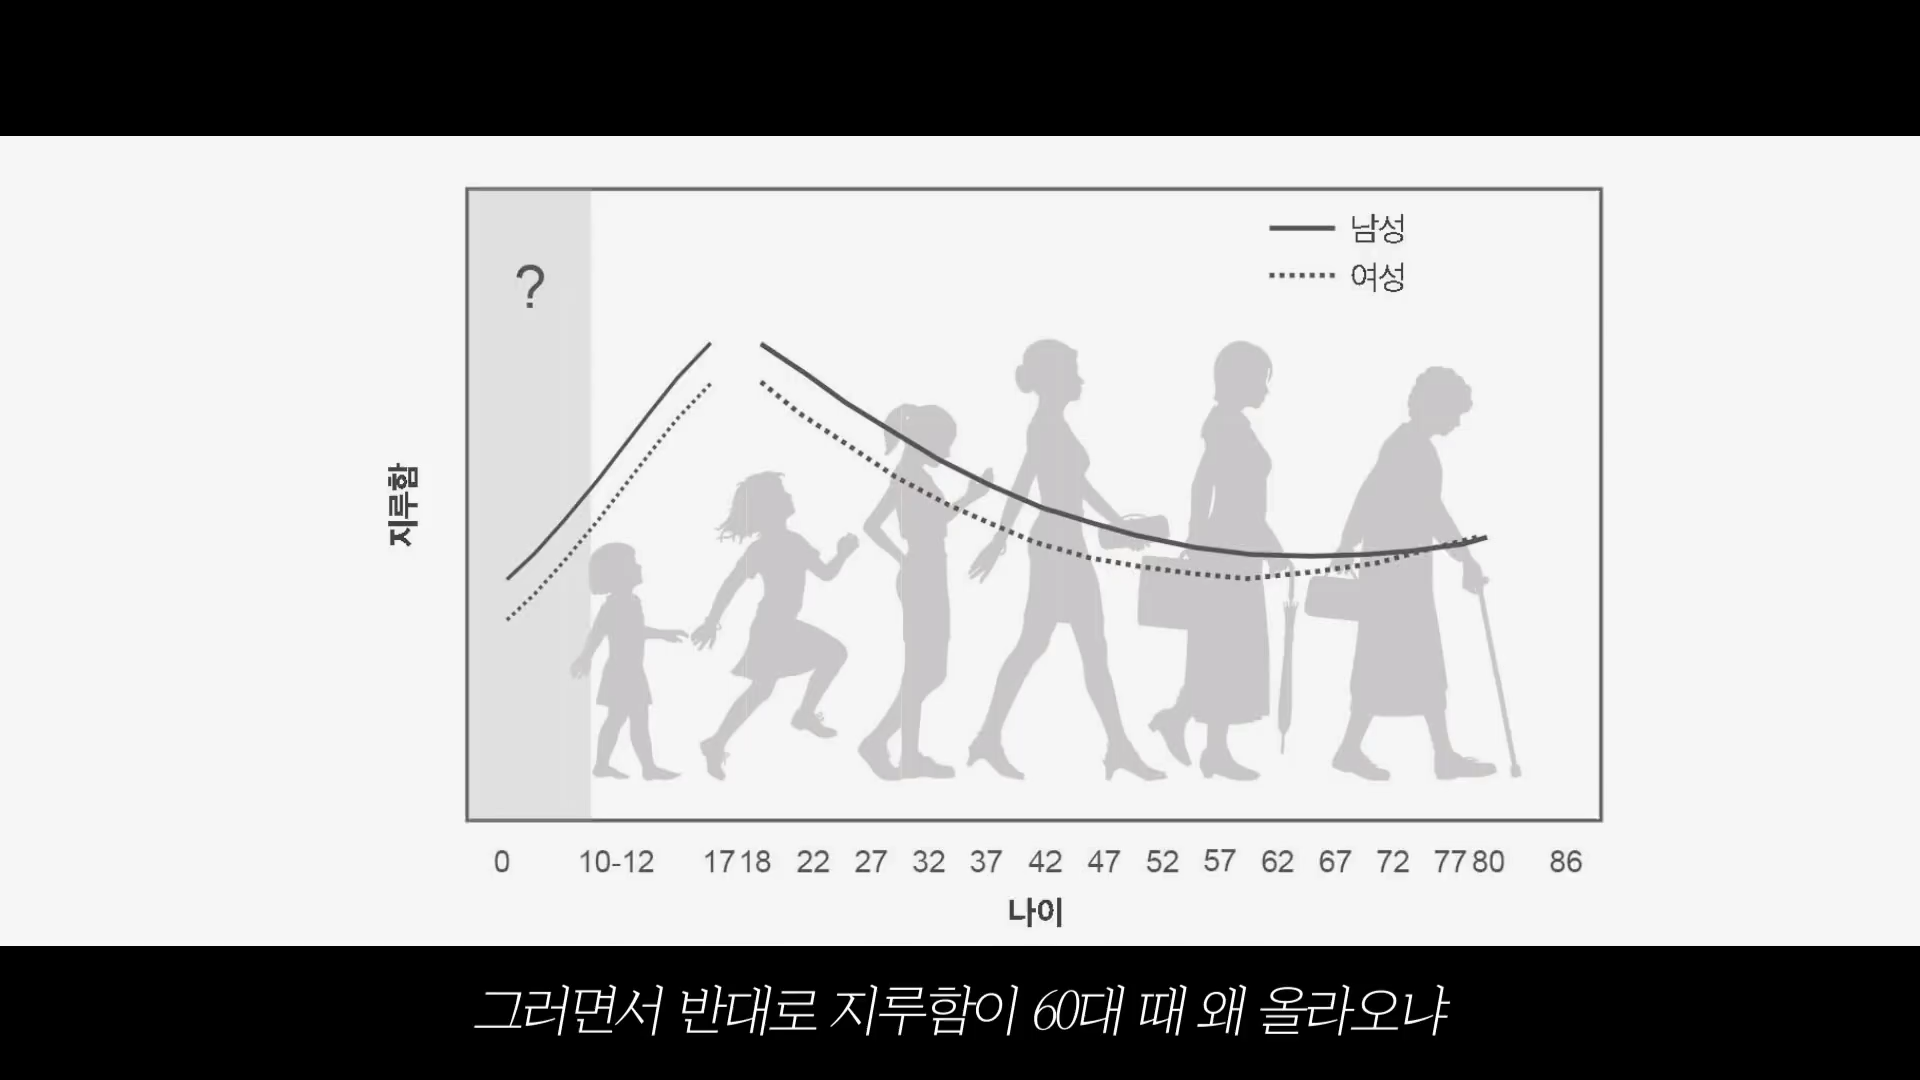 남성
여성
?
지루함
0 10-12 17 18 22 27 32 37 42 47 52 57 62 67 72 77 80 86
나이
그러면서 반대로 지루함이 60대 때 왜 올라오냐